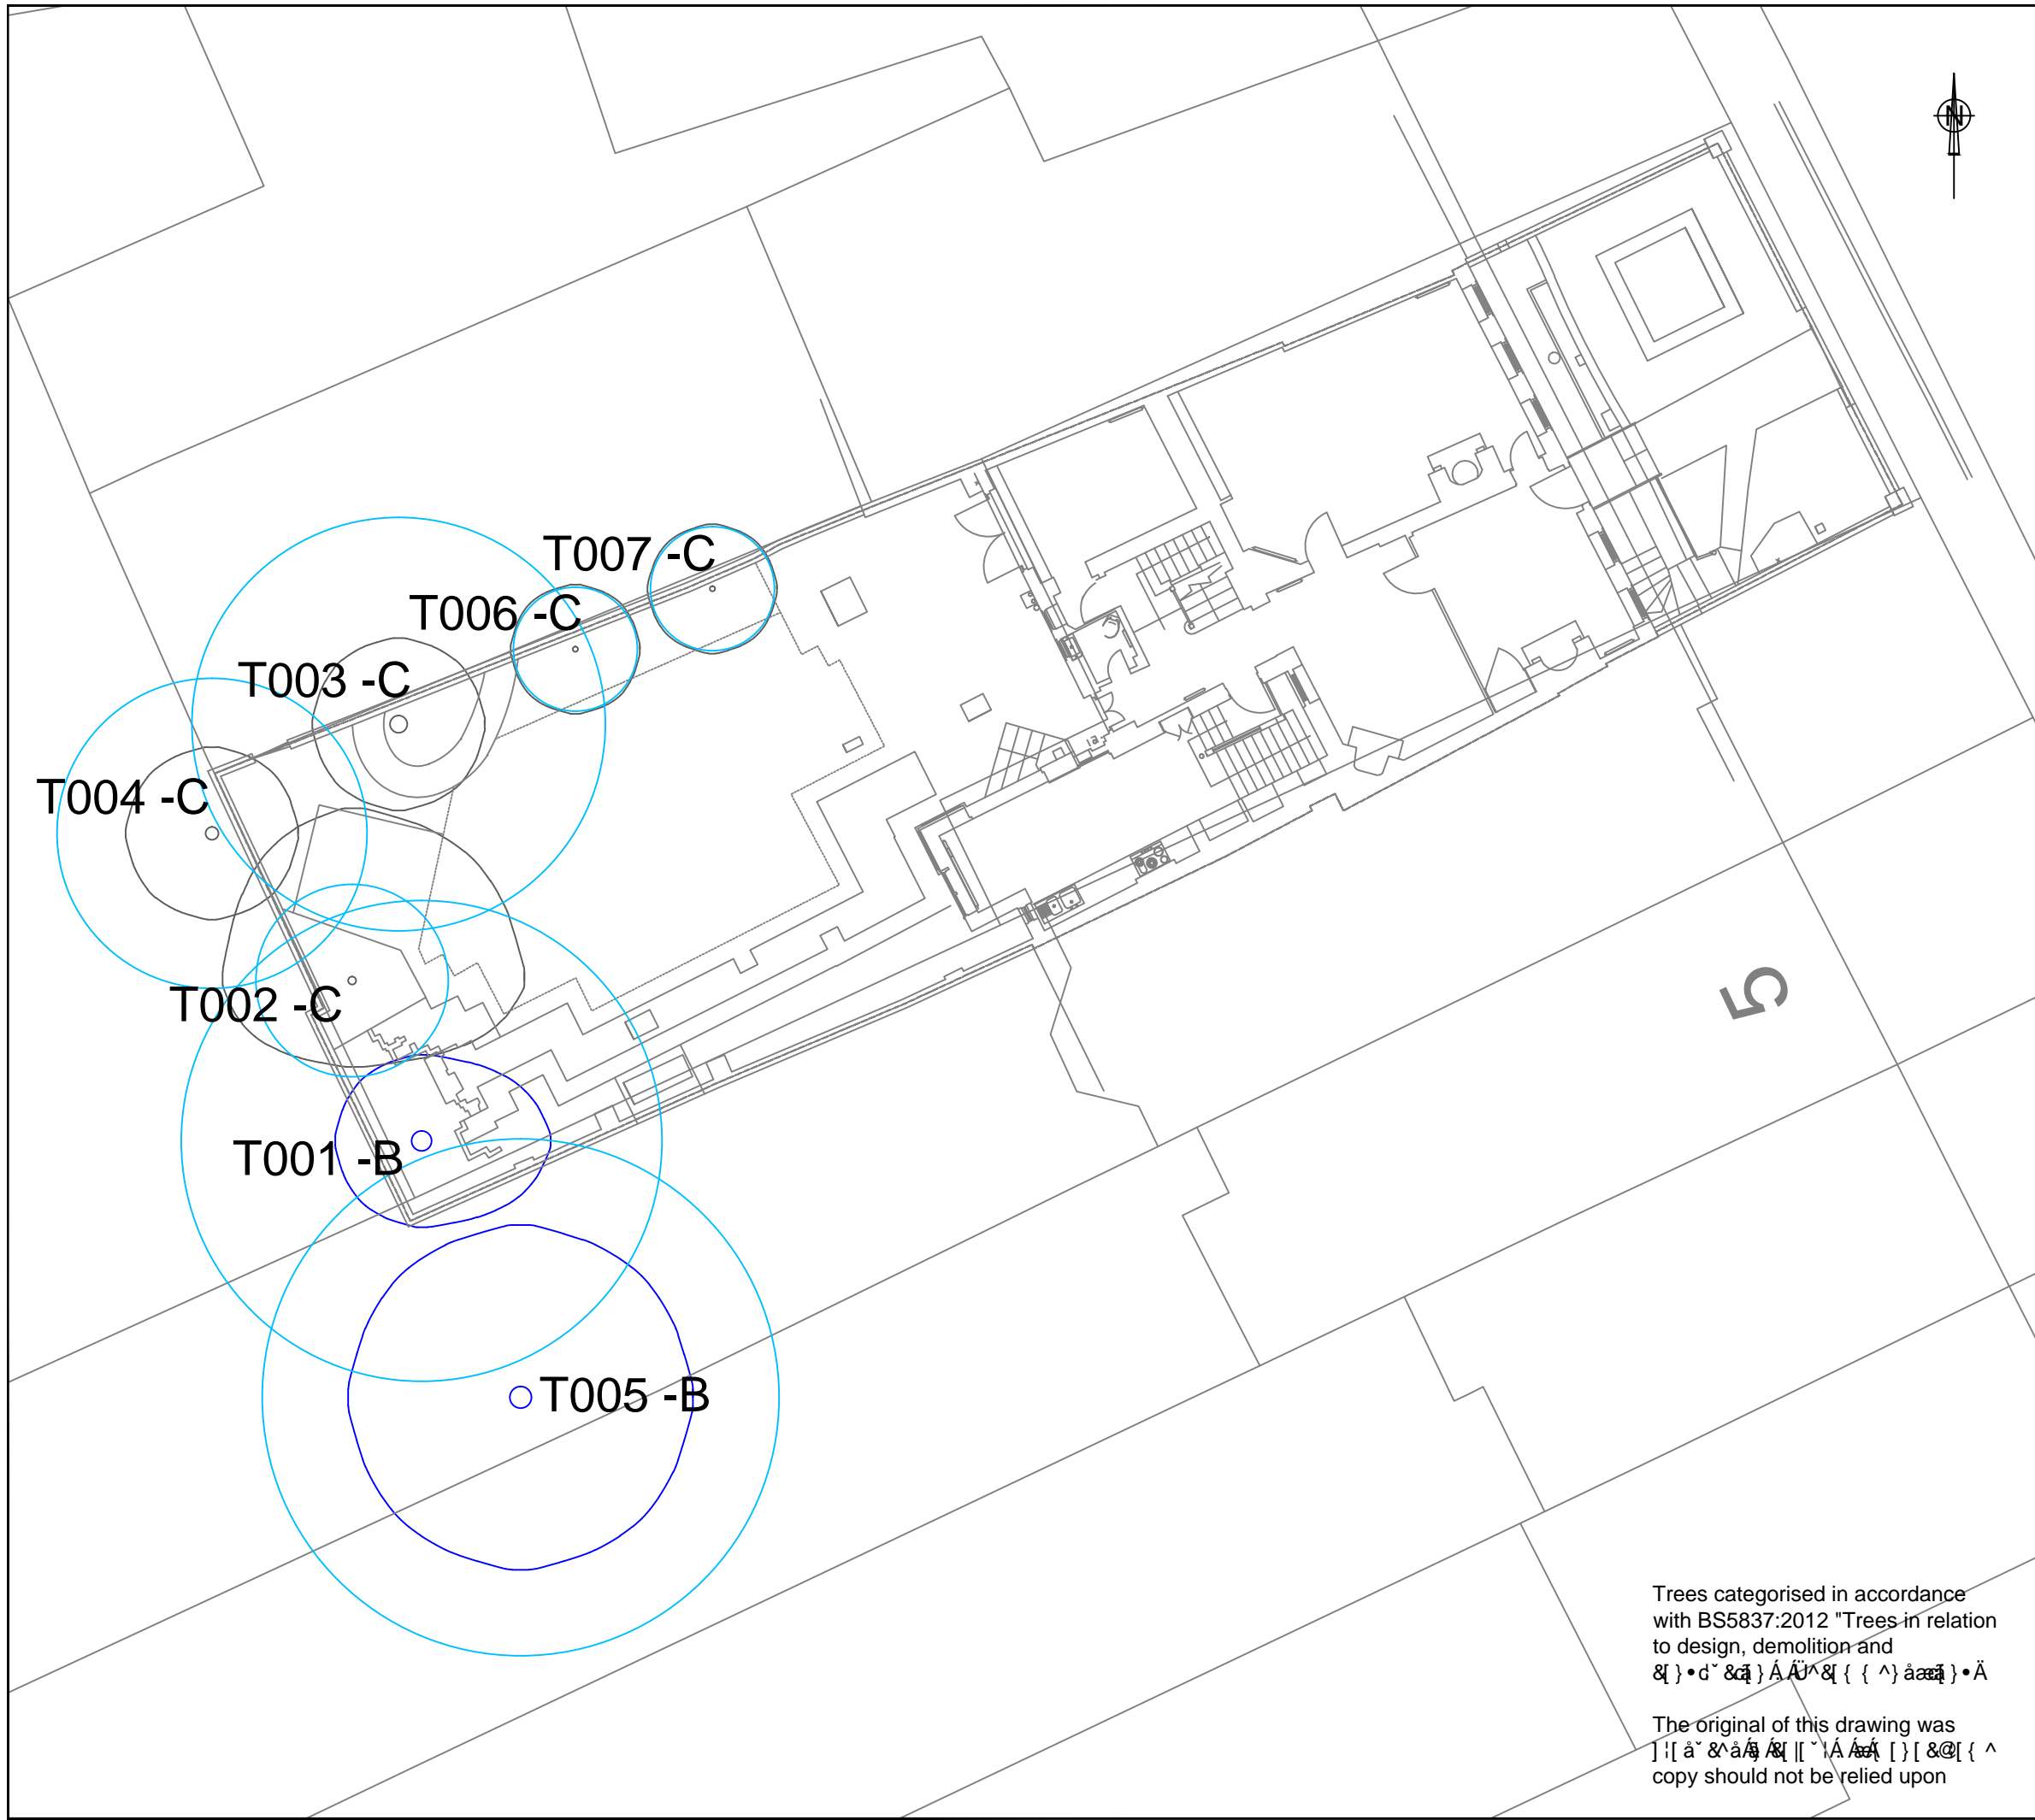 N
T007 -C
T006 -C
T003 -C
T004 -C
T002 -C
T001 -B
T005 -B
5
Trees categorised in accordance
with BS5837:2012 "Trees in relation
to design, demolition and
The original of this drawing was
copy should not be relied upon